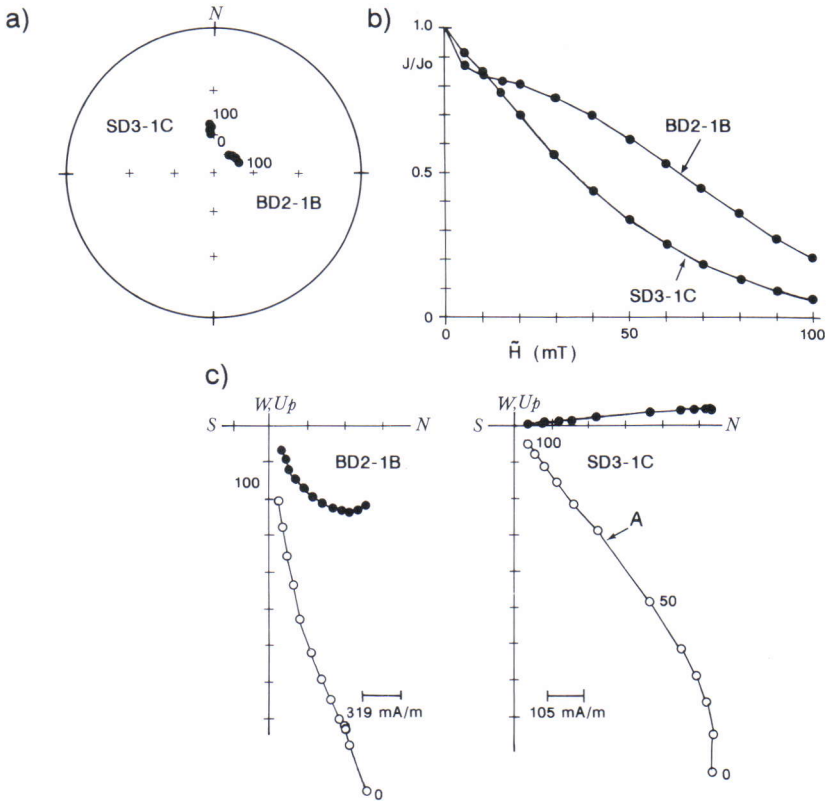 a)
N
SD3-1C
100
0
100
BD2-1B
b)
1.0
J/Jo
0.5
0
BD2-1B
SD3-1C
0
50
100
H̃ (mT)
c)
W,Up
S
N
BD2-1B
100
319 mA/m
0
W,Up
S
N
100
SD3-1C
A
50
105 mA/m
0